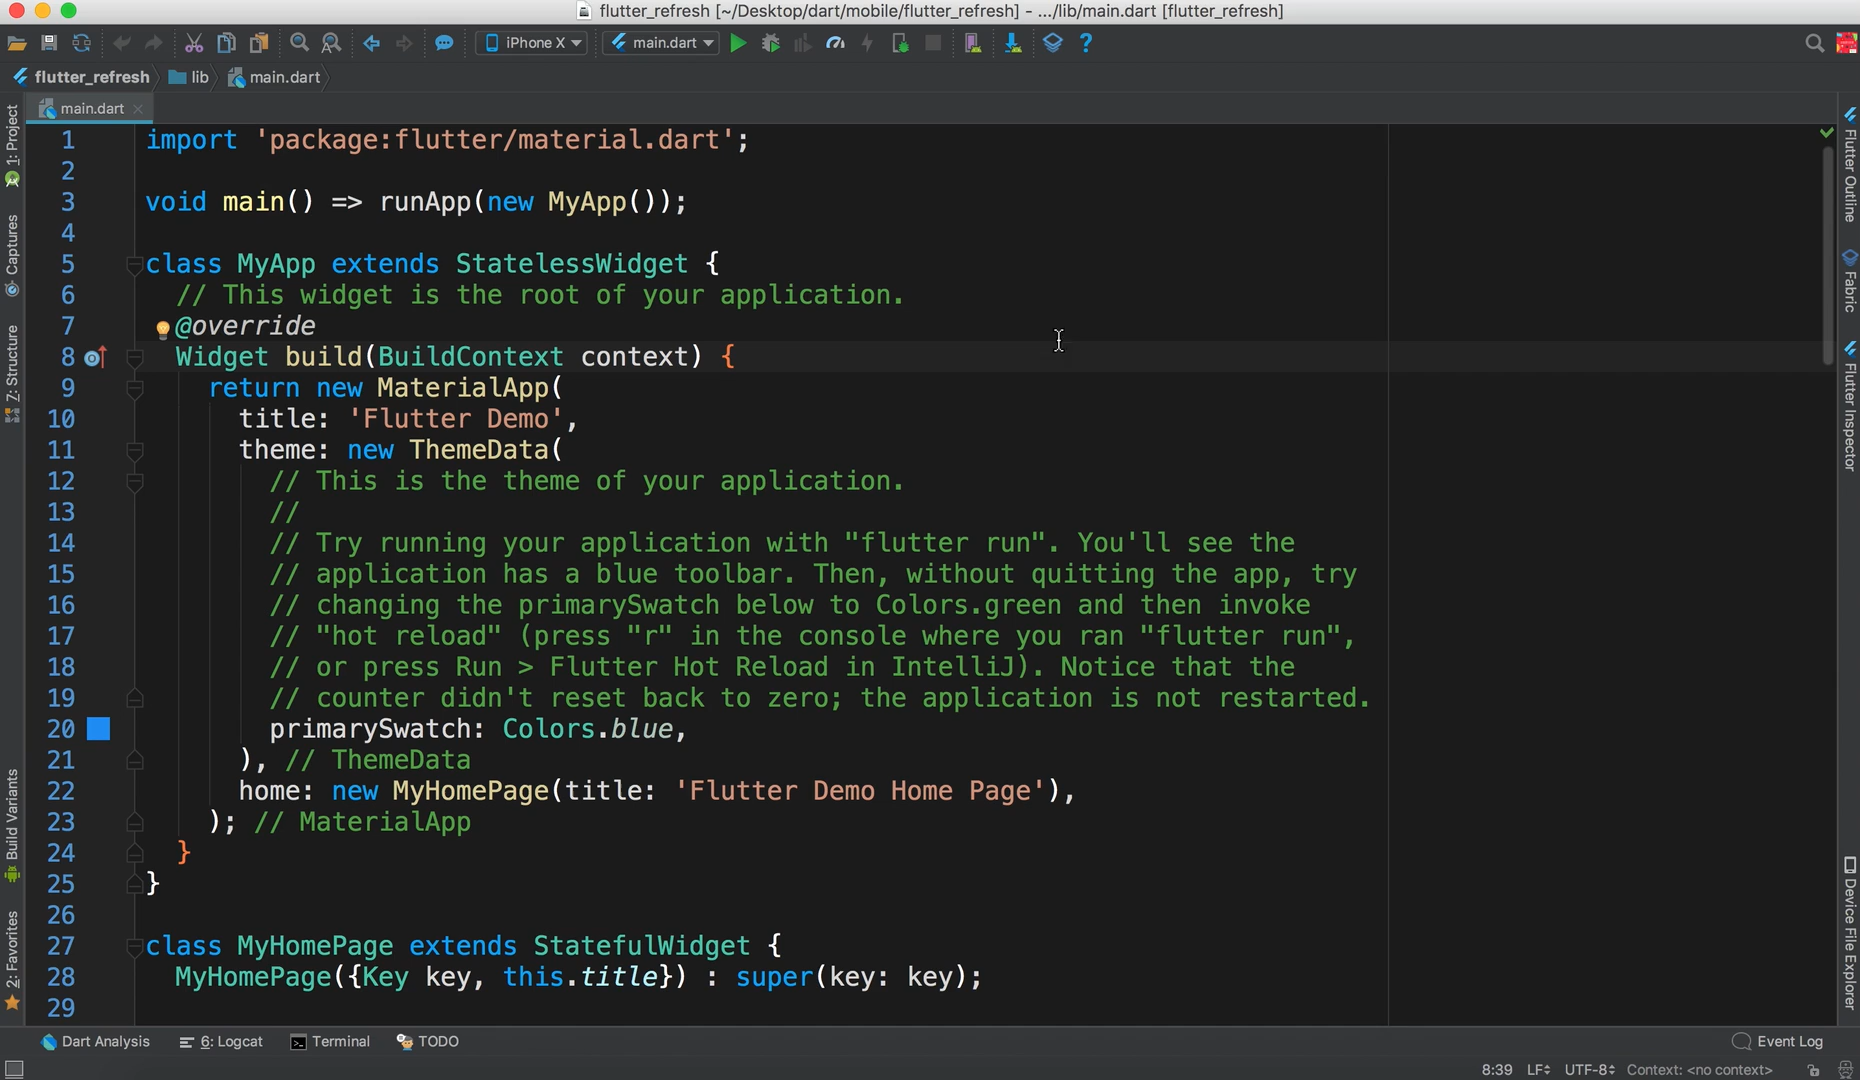 flutter_refresh [~/Desktop/dart/mobile/flutter_refresh] - .../lib/main.dart [flutter_refresh]
iPhone X
main.dart
flutter_refresh
lib
main.dart
main.dart
1: Project
Captures
Z: Structure
Build Variants
2: Favorites
1 import 'package:flutter/material.dart';
2
3 void main() => runApp(new MyApp());
4
5 class MyApp extends StatelessWidget {
6 // This widget is the root of your application.
7 @override
8 Widget build(BuildContext context) {
9 return new MaterialApp(
10 title: 'Flutter Demo',
11 theme: new ThemeData(
12 // This is the theme of your application.
13 //
14 // Try running your application with "flutter run". You'll see the
15 // application has a blue toolbar. Then, without quitting the app, try
16 // changing the primarySwatch below to Colors.green and then invoke
17 // "hot reload" (press "r" in the console where you ran "flutter run",
18 // or press Run > Flutter Hot Reload in IntelliJ). Notice that the
19 // counter didn't reset back to zero; the application is not restarted.
20 primarySwatch: Colors.blue,
21 ), // ThemeData
22 home: new MyHomePage(title: 'Flutter Demo Home Page'),
23 ); // MaterialApp
24 }
25 }
26
27 class MyHomePage extends StatefulWidget {
28 MyHomePage({Key key, this.title}) : super(key: key);
29
Flutter Outline
Fabric
Flutter Inspector
Device File Explorer
Dart Analysis
6: Logcat
Terminal
TODO
Event Log
8:39
LF
UTF-8
Context: <no context>